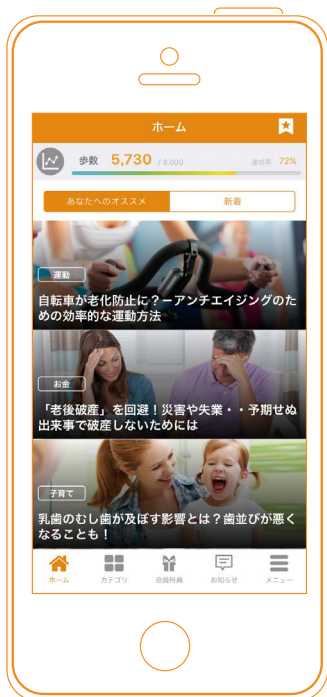 ホーム
歩数 5,730 / 8,000 達成率 72%
あなたへのオススメ 新着
運動
自転車が老化防止に？ーアンチエイジングのた
めの効率的な運動方法
お金
「老後破産」を回避！災害や失業・・予期せぬ
出来事で破産しないためには
子育て
乳歯のむし歯が及ぼす影響とは？歯並びが悪く
なることも！
ホーム カテゴリ 会員特典 お知らせ メニュー